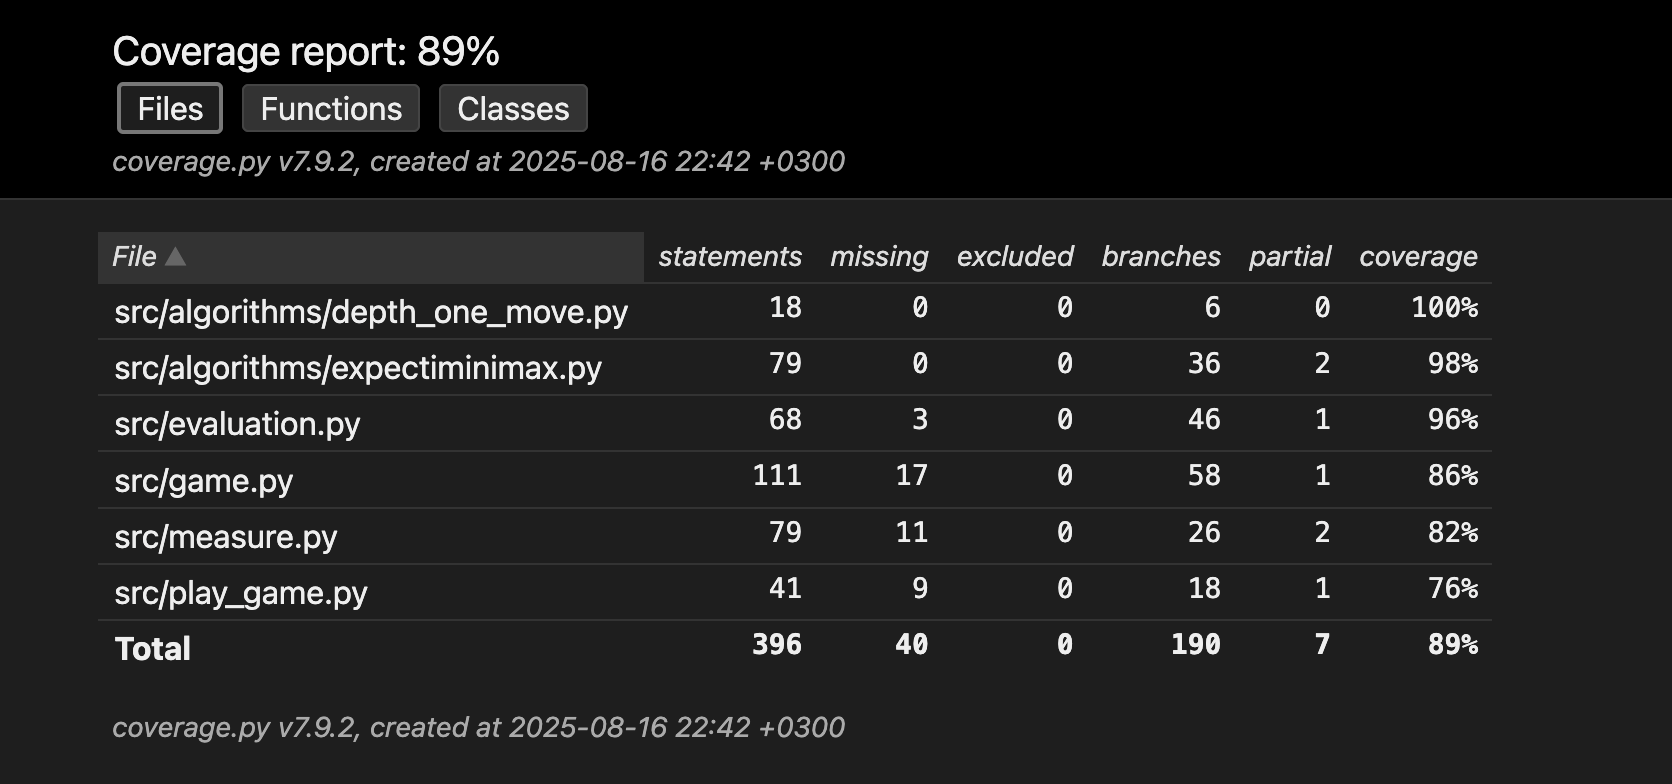 Coverage report: 89%
Files Functions Classes
coverage.py v7.9.2, created at 2025-08-16 22:42 +0300
File ▲ statements missing excluded branches partial coverage
src/algorithms/depth_one_move.py 18 0 0 6 0 100%
src/algorithms/expectiminimax.py 79 0 0 36 2 98%
src/evaluation.py 68 3 0 46 1 96%
src/game.py 111 17 0 58 1 86%
src/measure.py 79 11 0 26 2 82%
src/play_game.py 41 9 0 18 1 76%
Total 396 40 0 190 7 89%
coverage.py v7.9.2, created at 2025-08-16 22:42 +0300